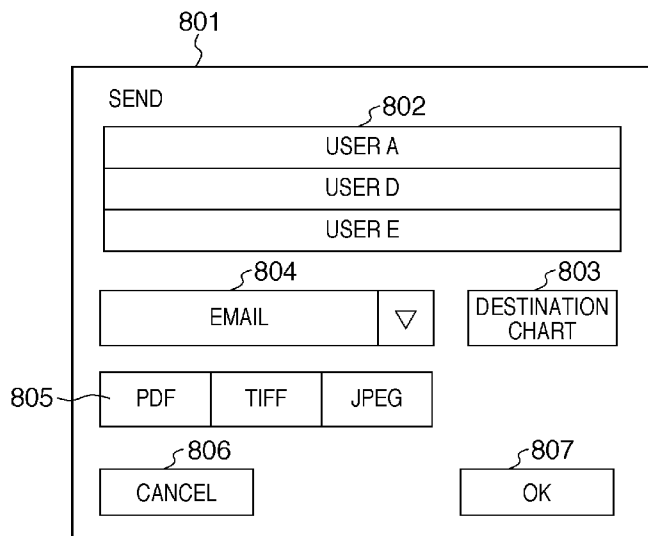 801
SEND
802
USER A
USER D
USER E
804
803
EMAIL
DESTINATION
CHART
805
PDF TIFF JPEG
806
807
CANCEL
OK